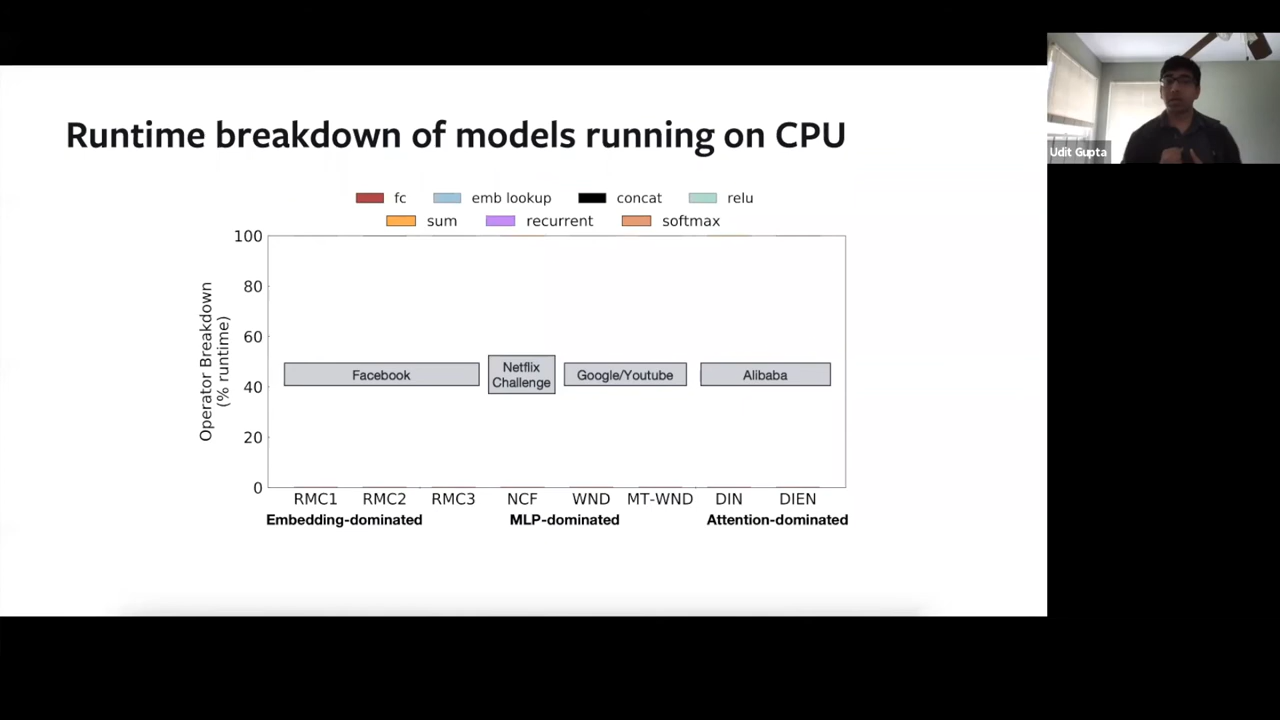 Runtime breakdown of models running on CPU
fc emb lookup concat relu
sum recurrent softmax
100
80
60
40
20
0
Operator Breakdown
(% runtime)
Facebook
Netflix
Challenge
Google/Youtube
Alibaba
RMC1 RMC2 RMC3 NCF WND MT-WND DIN DIEN
Embedding-dominated MLP-dominated Attention-dominated
Udit Gupta